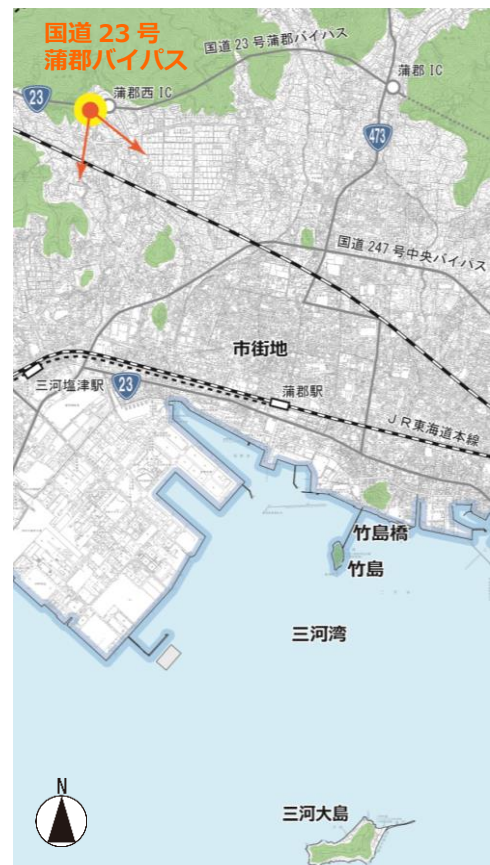 国道 23 号
蒲郡バイパス
国道 23 号蒲郡バイパス
蒲郡 IC
23
蒲郡西 IC
473
国道 247 号中央バイパス
市街地
三河塩津駅
23
蒲郡駅
JR東海道本線
竹島橋
竹島
三河湾
N
三河大島